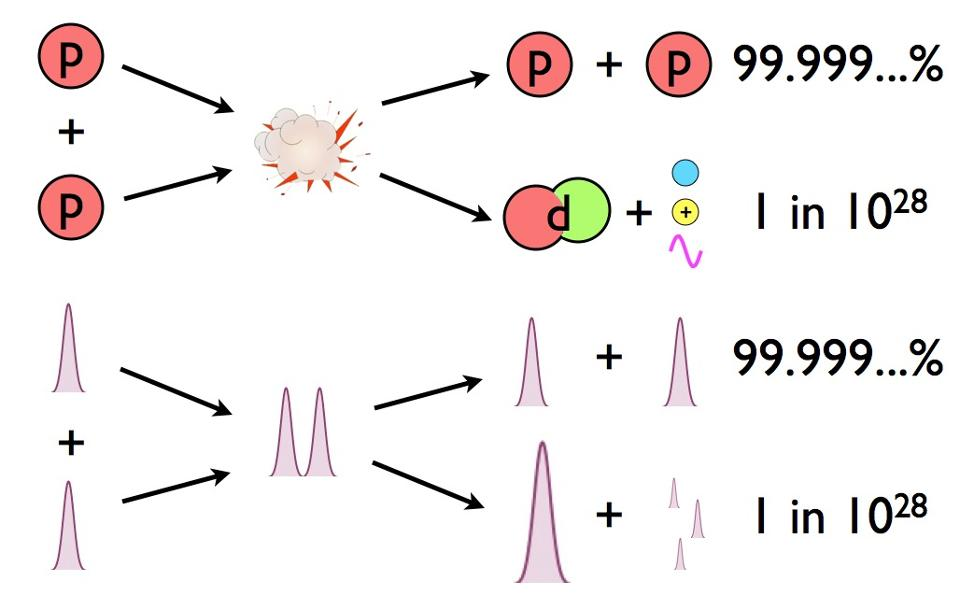 p + p 99.999...%
+
p
d + + 1 in 10²⁸
+ 99.999...%
+
+ 1 in 10²⁸